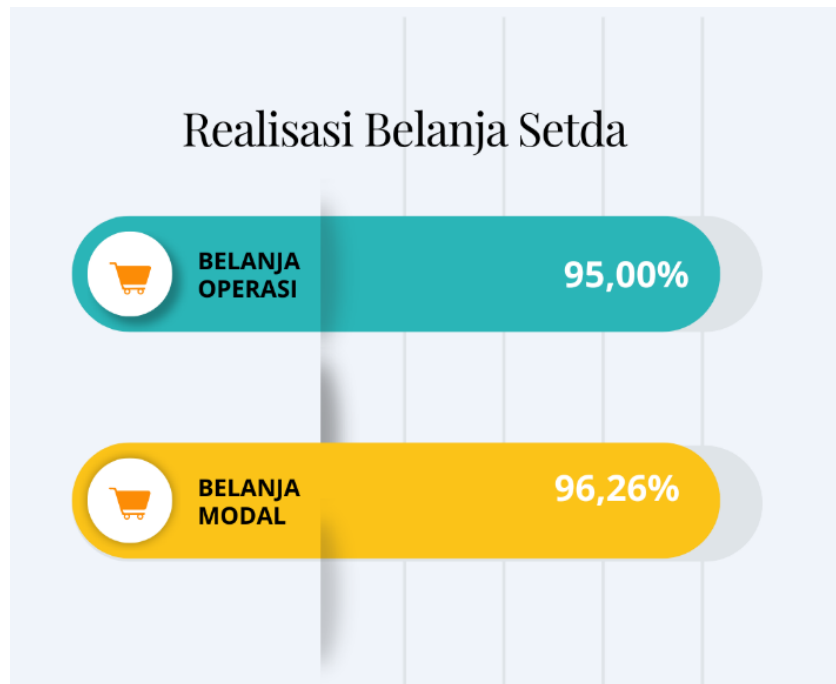 Realisasi Belanja Setda
BELANJA
OPERASI
95,00%
BELANJA
MODAL
96,26%